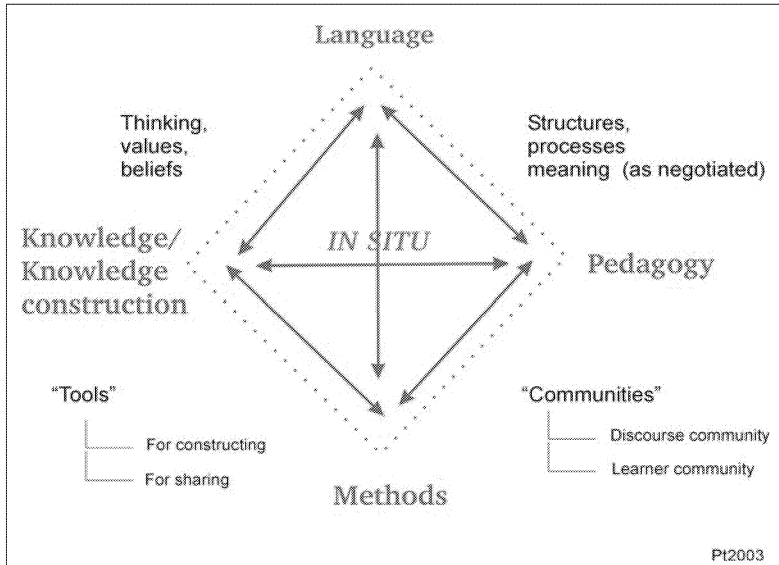 Language
Thinking,
values,
beliefs
Structures,
processes
meaning (as negotiated)
Knowledge/
Knowledge
construction
IN SITU
Pedagogy
"Tools"
For constructing
For sharing
"Communities"
Discourse community
Learner community
Methods
Pt2003